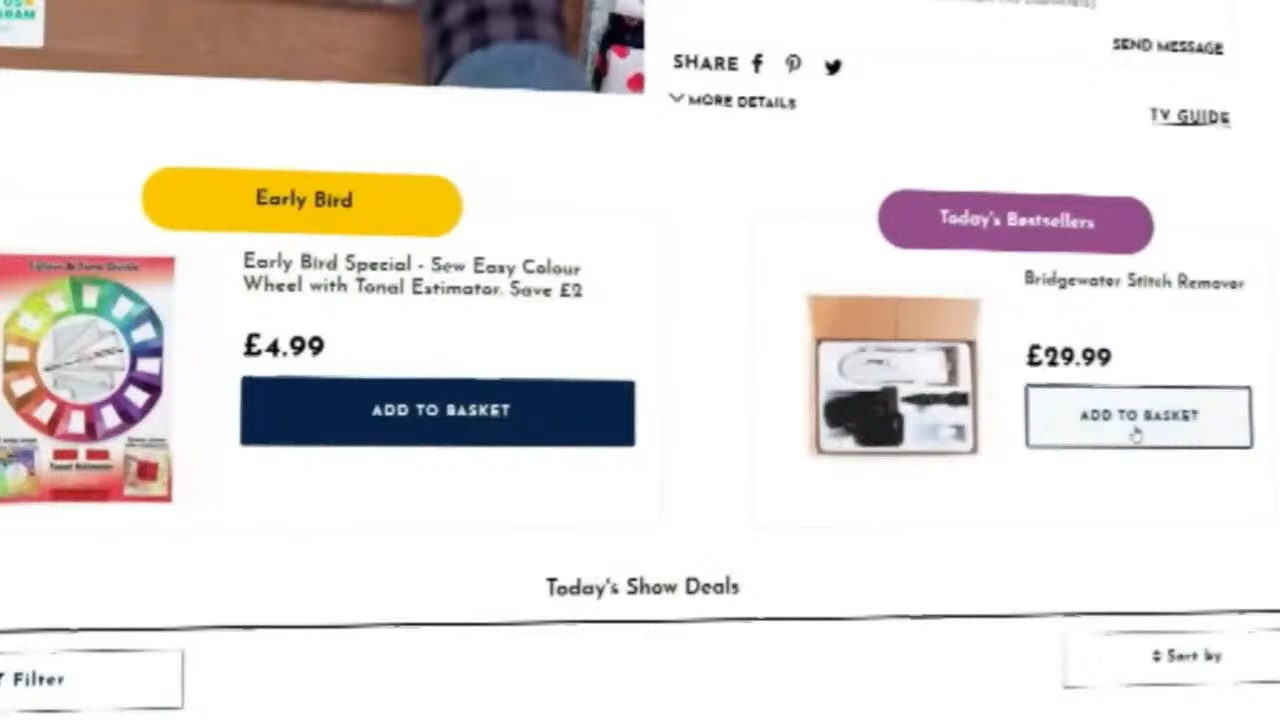 SEND MESSAGE
SHARE
MORE DETAILS
TV GUIDE
Early Bird
Early Bird Special - Sew Easy Colour
Wheel with Tonal Estimator. Save £2
£4.99
ADD TO BASKET
Today's Bestsellers
Bridgewater Stitch Remover
£29.99
ADD TO BASKET
Today's Show Deals
Filter
Sort by